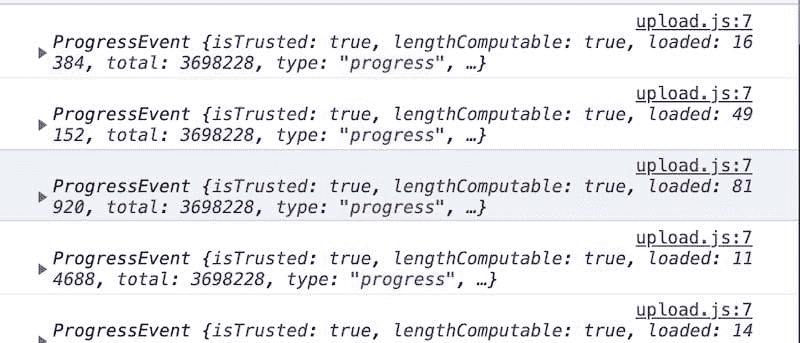 upload.js:7
ProgressEvent {isTrusted: true, lengthComputable: true, loaded: 16
384, total: 3698228, type: "progress", …}
upload.js:7
ProgressEvent {isTrusted: true, lengthComputable: true, loaded: 49
152, total: 3698228, type: "progress", …}
upload.js:7
ProgressEvent {isTrusted: true, lengthComputable: true, loaded: 81
920, total: 3698228, type: "progress", …}
upload.js:7
ProgressEvent {isTrusted: true, lengthComputable: true, loaded: 11
4688, total: 3698228, type: "progress", …}
upload.js:7
ProgressEvent {isTrusted: true, lengthComputable: true, loaded: 14